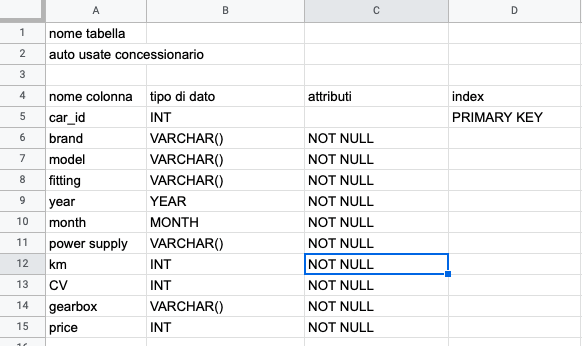 A B C D
1 nome tabella
2 auto usate concessionario
3
4 nome colonna tipo di dato attributi index
5 car_id INT PRIMARY KEY
6 brand VARCHAR() NOT NULL
7 model VARCHAR() NOT NULL
8 fitting VARCHAR() NOT NULL
9 year YEAR NOT NULL
10 month MONTH NOT NULL
11 power supply VARCHAR() NOT NULL
12 km INT NOT NULL
13 CV INT NOT NULL
14 gearbox VARCHAR() NOT NULL
15 price INT NOT NULL